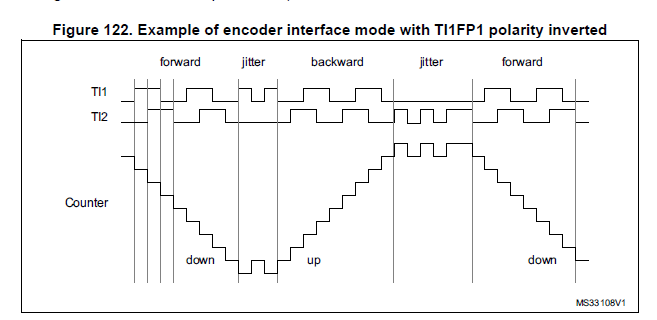 Figure 122. Example of encoder interface mode with TI1FP1 polarity inverted
forward jitter backward jitter forward
TI1
TI2
Counter
down up down
MS33108V1